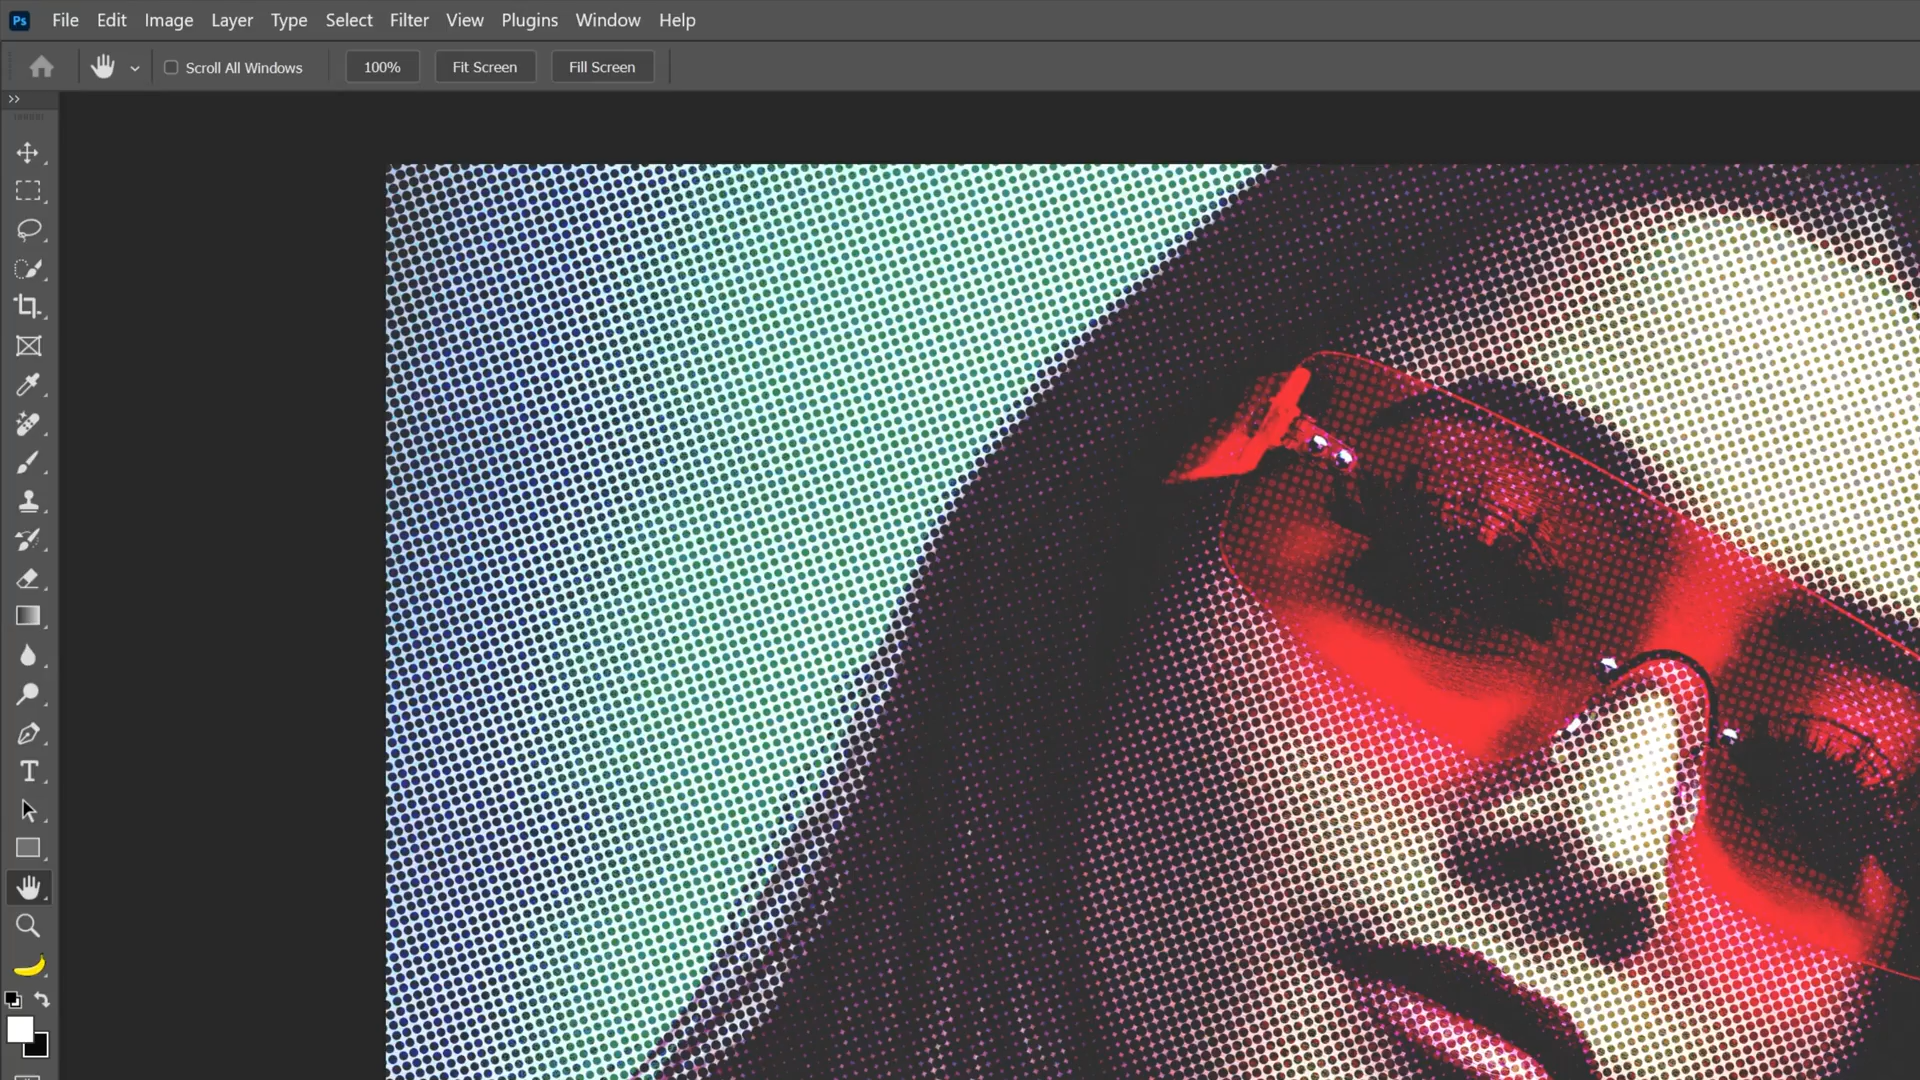 Ps File Edit Image Layer Type Select Filter View Plugins Window Help
Scroll All Windows 100% Fit Screen Fill Screen
T